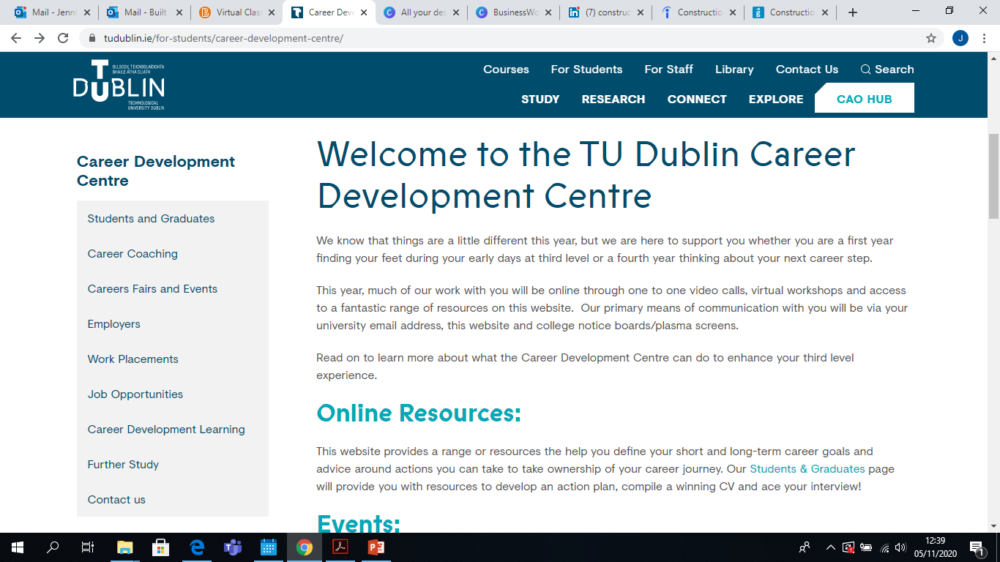 Mail - Jenni
Mail - Built
Virtual Clas
Career Deve
All your des
BusinessWo
(7) construc
Constructio
Constructio
tudublin.ie/for-students/career-development-centre/
J
OLLSCOIL TEICNEOLAÍOCHTA
BHAILE ÁTHA CLIATH
TU DUBLIN
TECHNOLOGICAL
UNIVERSITY DUBLIN
Courses For Students For Staff Library Contact Us Search
STUDY RESEARCH CONNECT EXPLORE CAO HUB
Career Development
Centre
Students and Graduates
Career Coaching
Careers Fairs and Events
Employers
Work Placements
Job Opportunities
Career Development Learning
Further Study
Contact us
Welcome to the TU Dublin Career
Development Centre
We know that things are a little different this year, but we are here to support you whether you are a first year
finding your feet during your early days at third level or a fourth year thinking about your next career step.
This year, much of our work with you will be online through one to one video calls, virtual workshops and access
to a fantastic range of resources on this website.  Our primary means of communication with you will be via your
university email address, this website and college notice boards/plasma screens.
Read on to learn more about what the Career Development Centre can do to enhance your third level
experience.
Online Resources:
This website provides a range or resources the help you define your short and long-term career goals and
advice around actions you can take to take ownership of your career journey. Our Students & Graduates page
will provide you with resources to develop an action plan, compile a winning CV and ace your interview!
Events:
12:39
05/11/2020
1